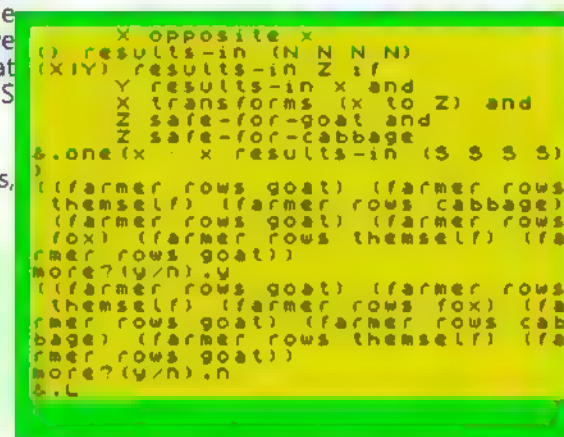 e
re
at
S
s,
X opposite x
() results-in (N N N N)
(X|Y) results-in Z if
Y results-in x and
X transforms (x to Z) and
Z safe-for-goat and
Z safe-for-cabbage
&.one(x x results-in (S S S S)
)
((farmer rows goat) (farmer rows
themself) (farmer rows cabbage)
(farmer rows goat) (farmer rows
fox) (farmer rows themself) (fa
rmer rows goat))
more?(y/n).y
((farmer rows goat) (farmer rows
themself) (farmer rows fox) (fa
rmer rows goat) (farmer rows cab
bage) (farmer rows themself) (fa
rmer rows goat))
more?(y/n).n
&.L